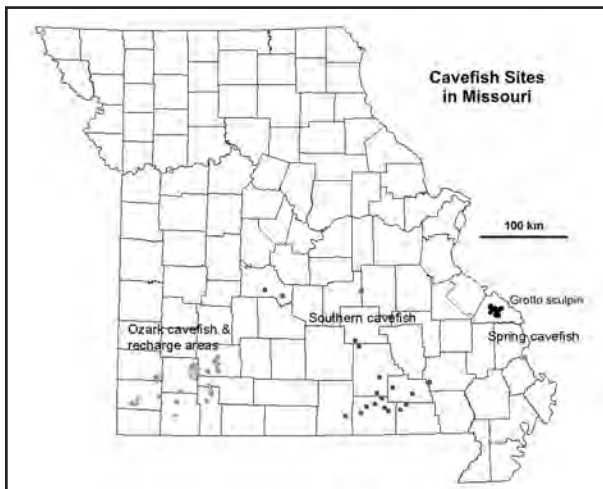 Cavefish Sites
in Missouri
100 km
Grotto sculpin
Ozark cavefish &
recharge areas
Southern cavefish
Spring cavefish